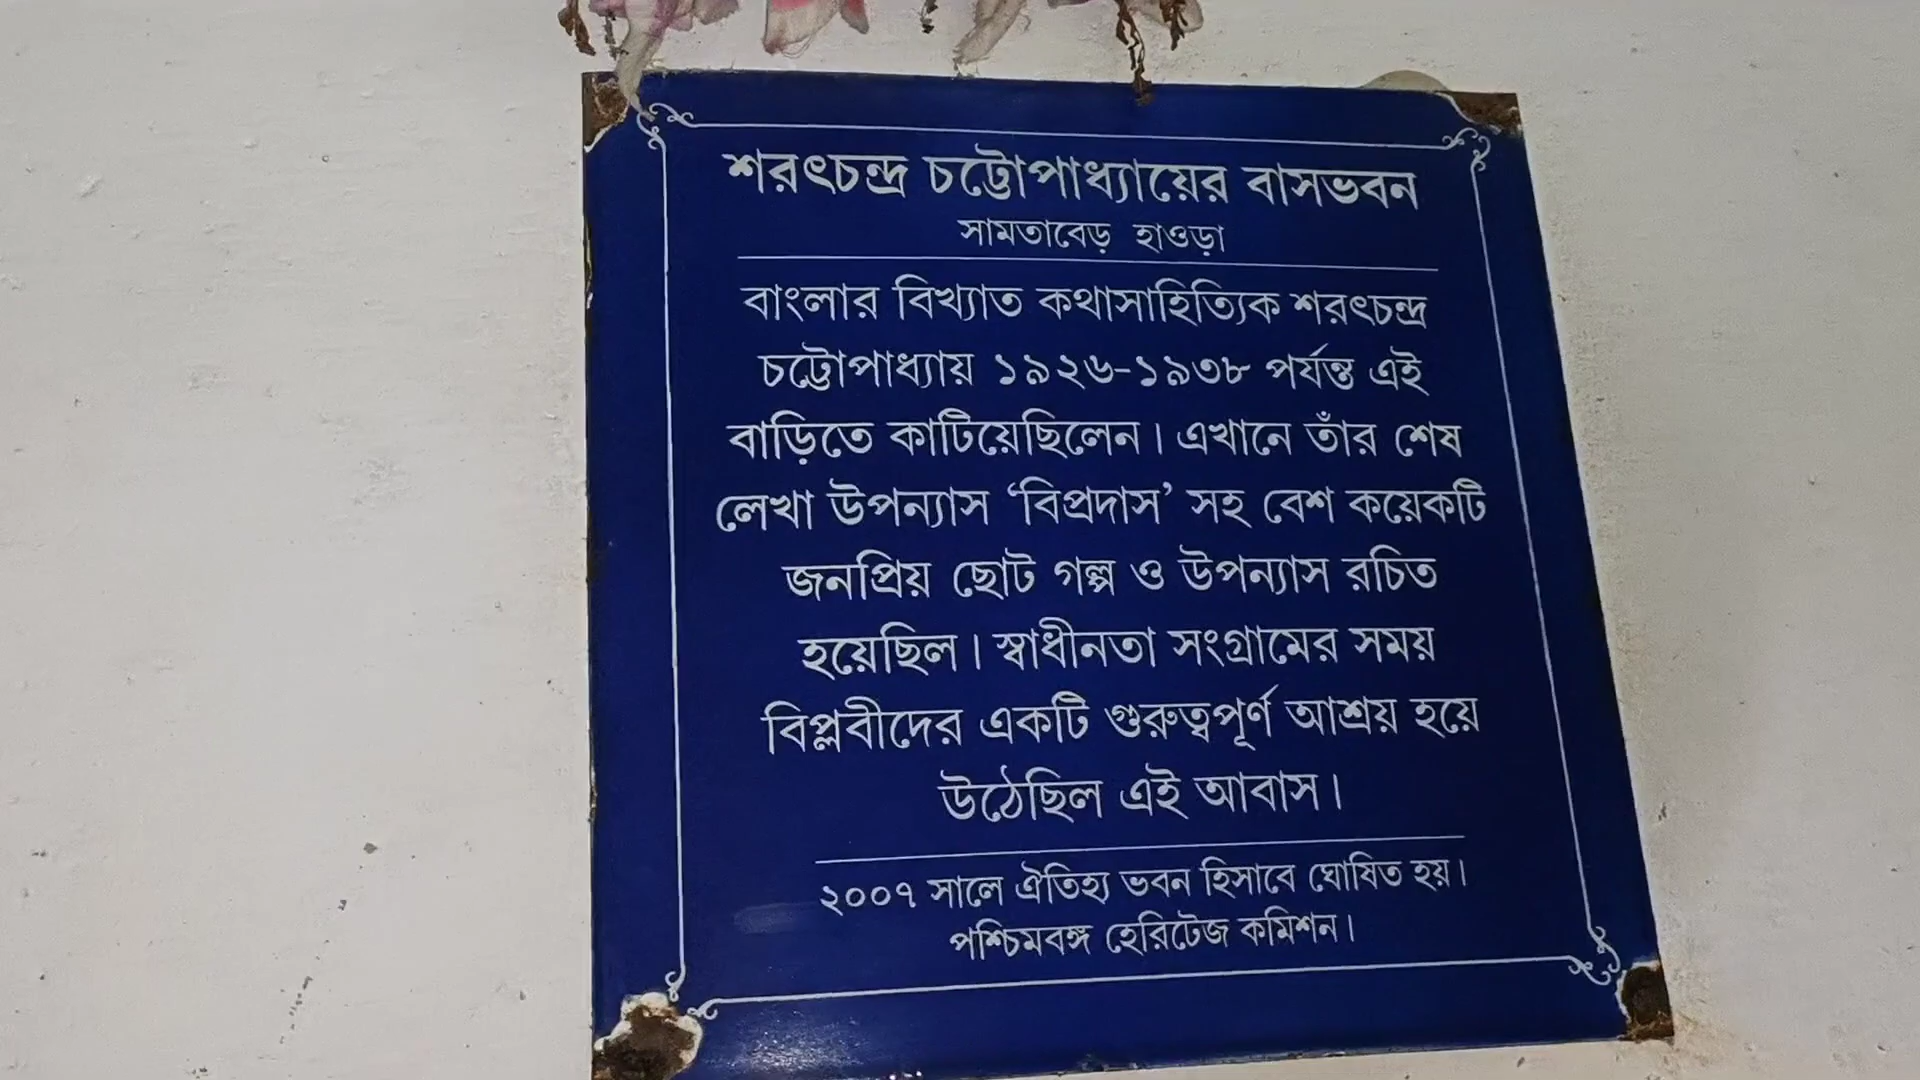 শরৎচন্দ্র চট্টোপাধ্যায়ের বাসভবন
সামতাবেড় হাওড়া
বাংলার বিখ্যাত কথাসাহিত্যিক শরৎচন্দ্র
চট্টোপাধ্যায় ১৯২৬-১৯৩৮ পর্যন্ত এই
বাড়িতে কাটিয়েছিলেন। এখানে তাঁর শেষ
লেখা উপন্যাস ‘বিপ্রদাস’ সহ বেশ কয়েকটি
জনপ্রিয় ছোট গল্প ও উপন্যাস রচিত
হয়েছিল। স্বাধীনতা সংগ্রামের সময়
বিপ্লবীদের একটি গুরুত্বপূর্ণ আশ্রয় হয়ে
উঠেছিল এই আবাস।
২০০৭ সালে ঐতিহ্য ভবন হিসাবে ঘোষিত হয়।
পশ্চিমবঙ্গ হেরিটেজ কমিশন।